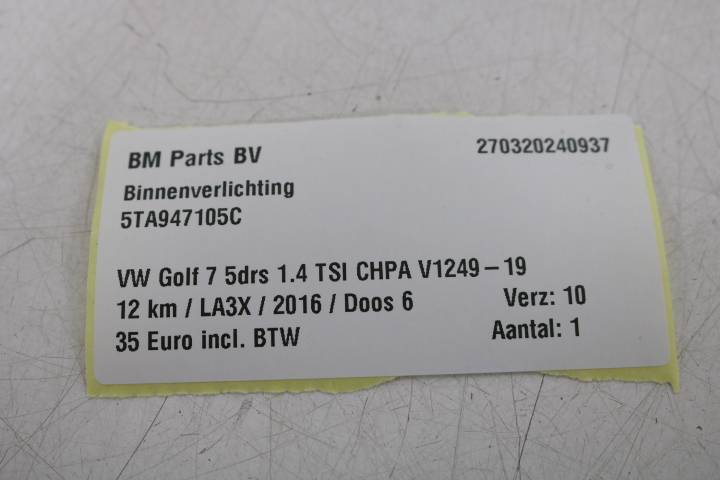 BM Parts BV 270320240937
Binnenverlichting
5TA947105C
VW Golf 7 5drs 1.4 TSI CHPA V1249-19
12 km / LA3X / 2016 / Doos 6 Verz: 10
35 Euro incl. BTW Aantal: 1